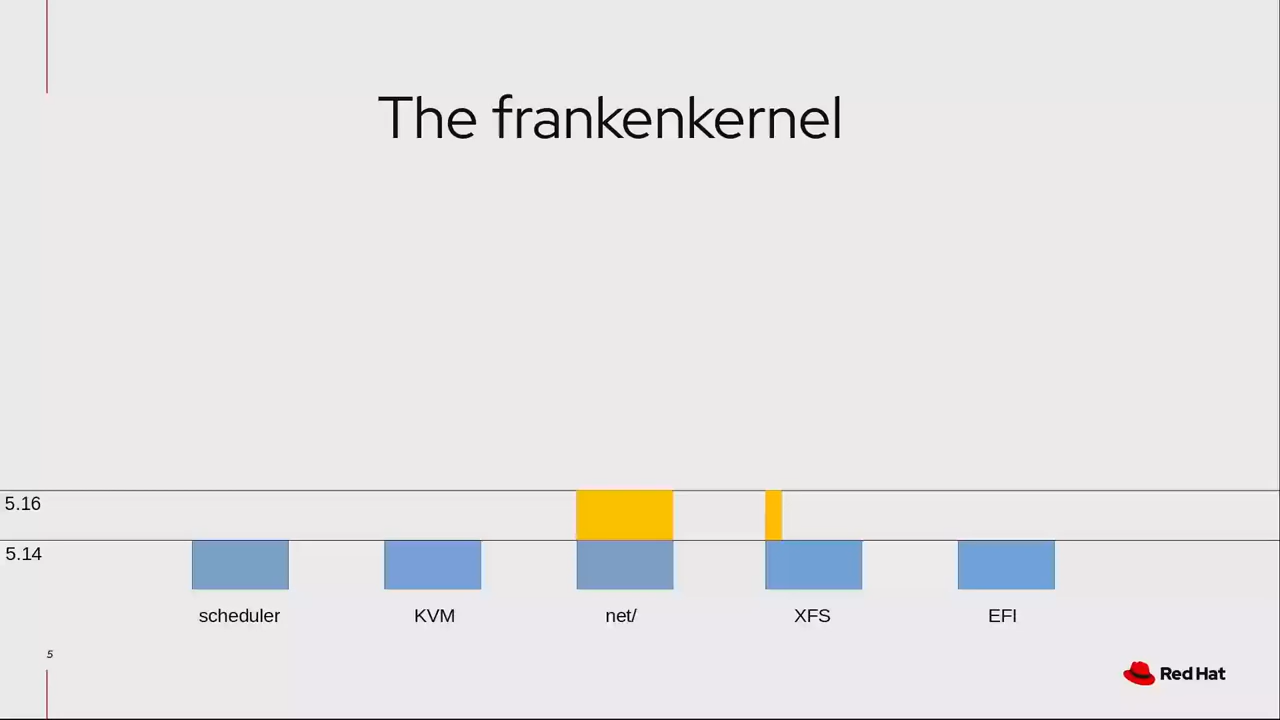 The frankenkernel
5.16
5.14
scheduler KVM net/ XFS EFI
5
Red Hat